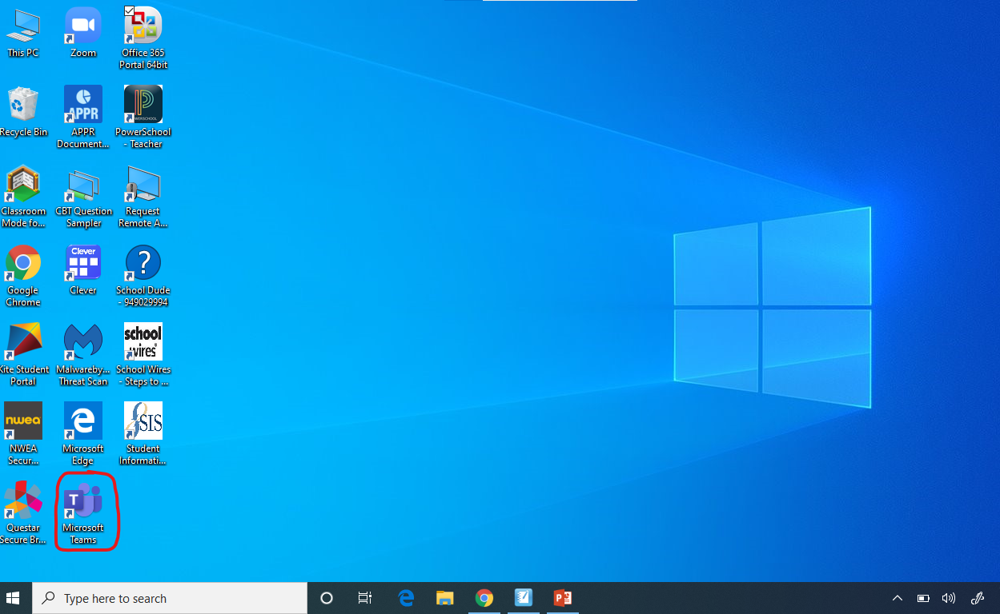 This PC
Zoom
Office 365
Portal 64bit
Recycle Bin
APPR
APPR
Document...
POWERSCHOOL
PowerSchool
- Teacher
Classroom
Mode fo...
CBT Question
Sampler
Request
Remote A...
Google
Chrome
Clever
Clever
School Dude
- 949029994
Kite Student
Portal
Malwareby...
Threat Scan
school
wires
School Wires
- Steps to ...
nwea
NWEA
Secur...
Microsoft
Edge
SIS
Student
Informati...
Questar
Secure Br...
T
Microsoft
Teams
Type here to search